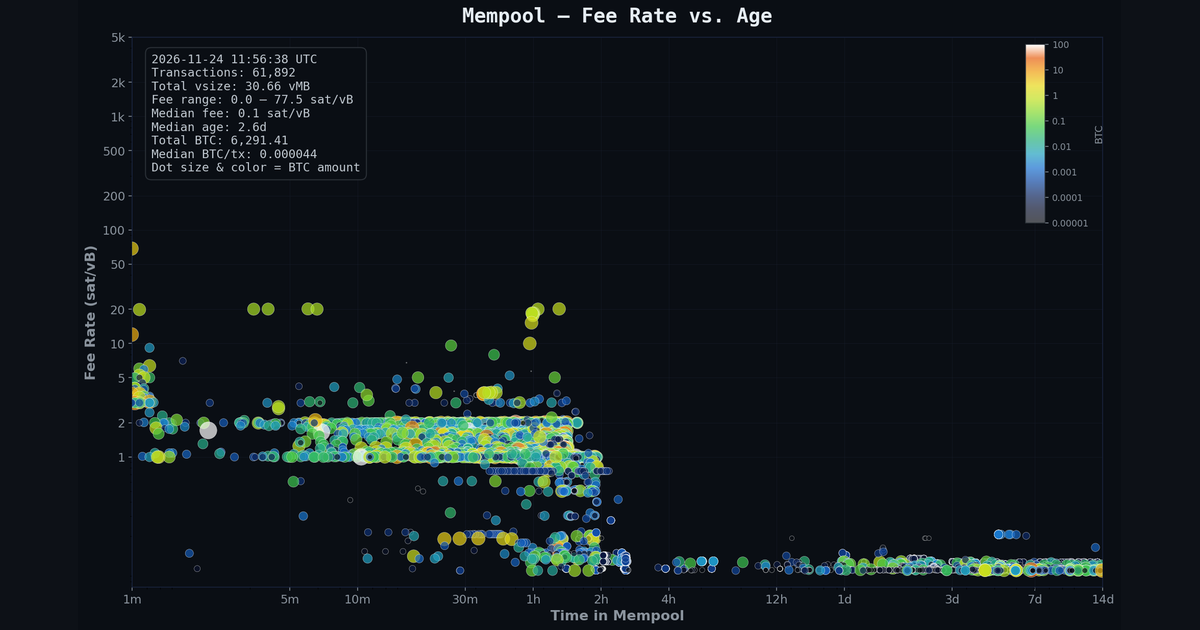 Mempool — Fee Rate vs. Age
5k
2k
1k
500
200
100
50
20
10
5
2
1
Fee Rate (sat/vB)
2026-11-24 11:56:38 UTC
Transactions: 61,892
Total vsize: 30.66 vMB
Fee range: 0.0 — 77.5 sat/vB
Median fee: 0.1 sat/vB
Median age: 2.6d
Total BTC: 6,291.41
Median BTC/tx: 0.000044
Dot size & color = BTC amount
100
10
1
0.1
0.01
0.001
0.0001
0.00001
BTC
1m 5m 10m 30m 1h 2h 4h 12h 1d 3d 7d 14d
Time in Mempool